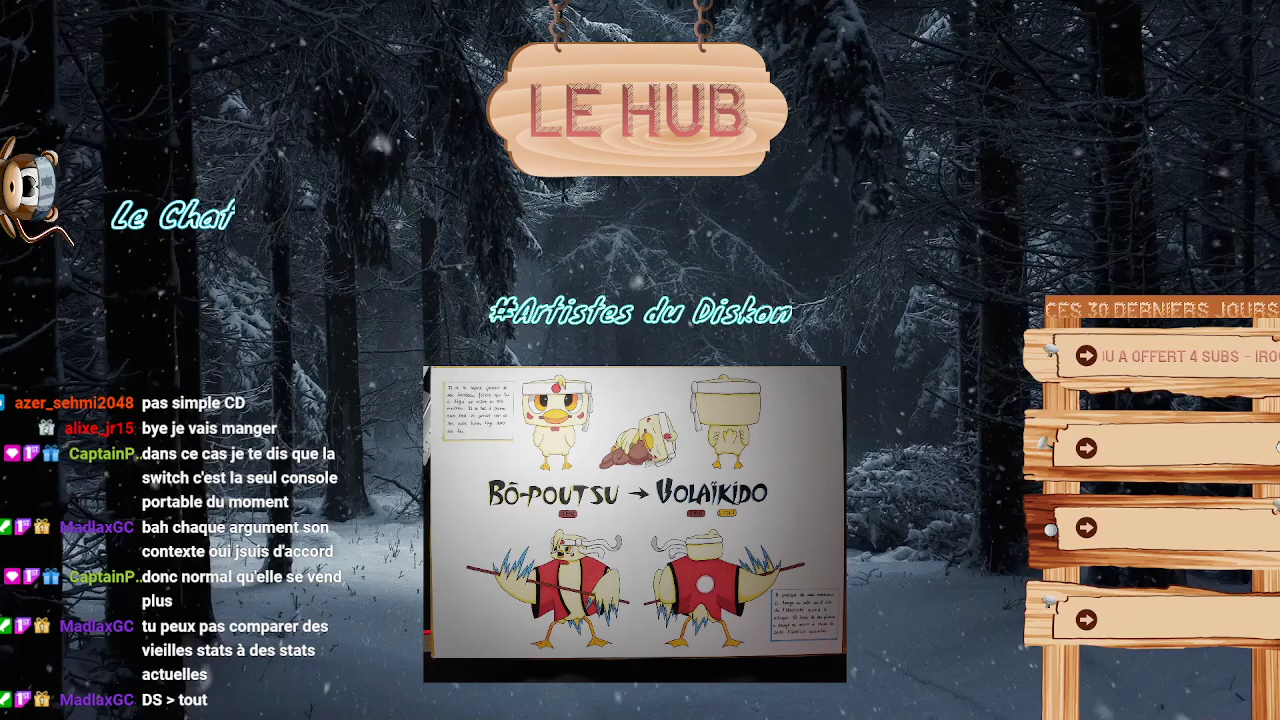 LE HUB
Le Chat
#Artistes du Diskon
CES 30 DERNIERS JOURS
U A OFFERT 4 SUBS - IRO
azer_sehmi2048 pas simple CD
alixe_jr15 bye je vais manger
CaptainP.. dans ce cas je te dis que la
switch c'est la seul console
portable du moment
MadlaxGC bah chaque argument son
contexte oui jsuis d'accord
CaptainP.. donc normal qu'elle se vend
plus
MadlaxGC tu peux pas comparer des
vieilles stats à des stats
actuelles
MadlaxGC DS > tout
BÔ-POUTSU → VOLAÏKIDO